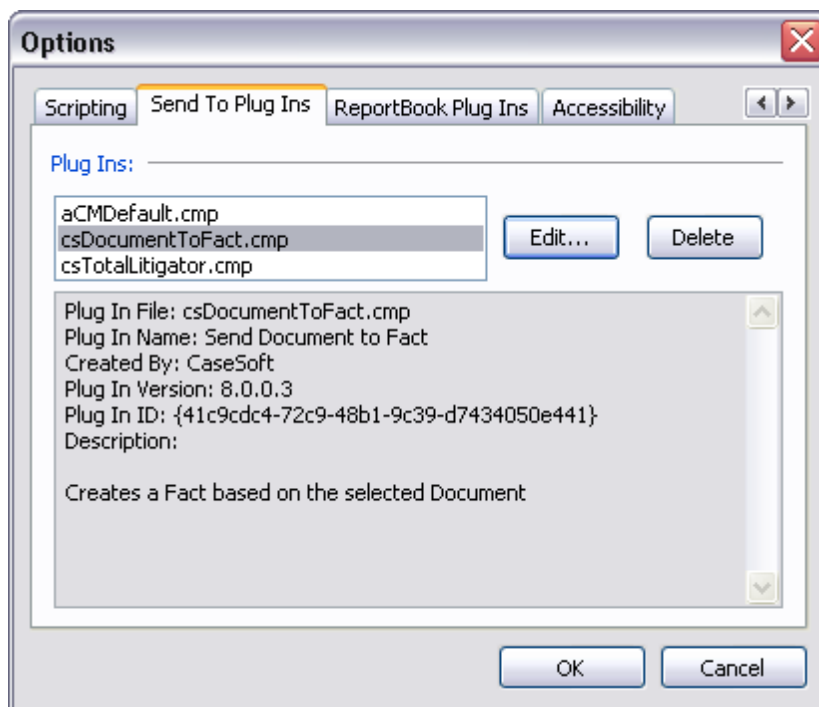 Options
Scripting
Send To Plug Ins
ReportBook Plug Ins
Accessibility
Plug Ins:
aCMDefault.cmp
csDocumentToFact.cmp
csTotalLitigator.cmp
Edit...
Delete
Plug In File: csDocumentToFact.cmp
Plug In Name: Send Document to Fact
Created By: CaseSoft
Plug In Version: 8.0.0.3
Plug In ID: {41c9cdc4-72c9-48b1-9c39-d7434050e441}
Description:
Creates a Fact based on the selected Document
OK
Cancel